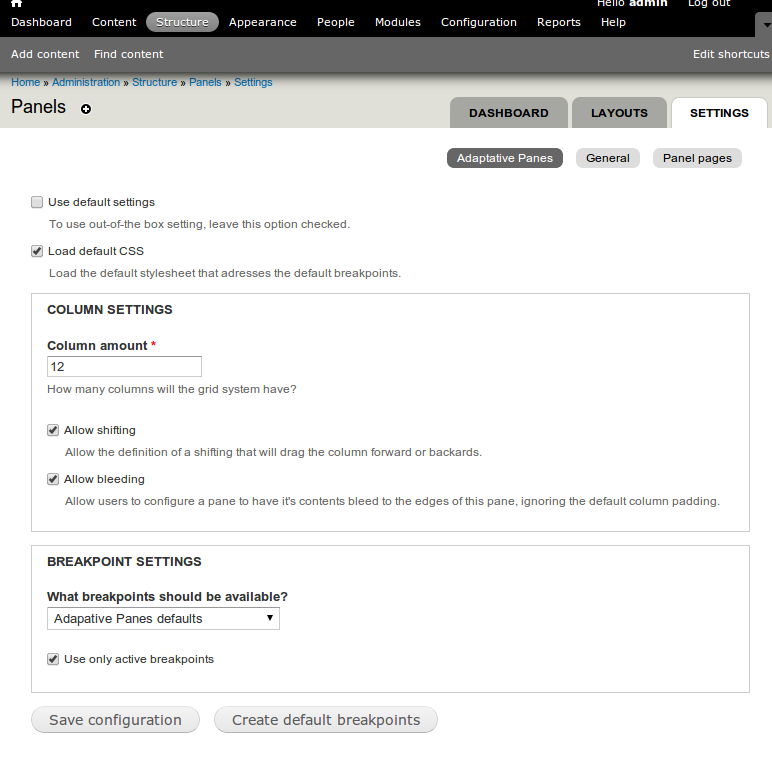 Hello admin Log out
Dashboard Content Structure Appearance People Modules Configuration Reports Help
Add content Find content Edit shortcuts
Home » Administration » Structure » Panels » Settings
Panels
DASHBOARD LAYOUTS SETTINGS
Adaptative Panes General Panel pages
Use default settings
To use out-of-the box setting, leave this option checked.
Load default CSS
Load the default stylesheet that adresses the default breakpoints.
COLUMN SETTINGS
Column amount *
12
How many columns will the grid system have?
Allow shifting
Allow the definition of a shifting that will drag the column forward or backards.
Allow bleeding
Allow users to configure a pane to have it's contents bleed to the edges of this pane, ignoring the default column padding.
BREAKPOINT SETTINGS
What breakpoints should be available?
Adapative Panes defaults
Use only active breakpoints
Save configuration Create default breakpoints